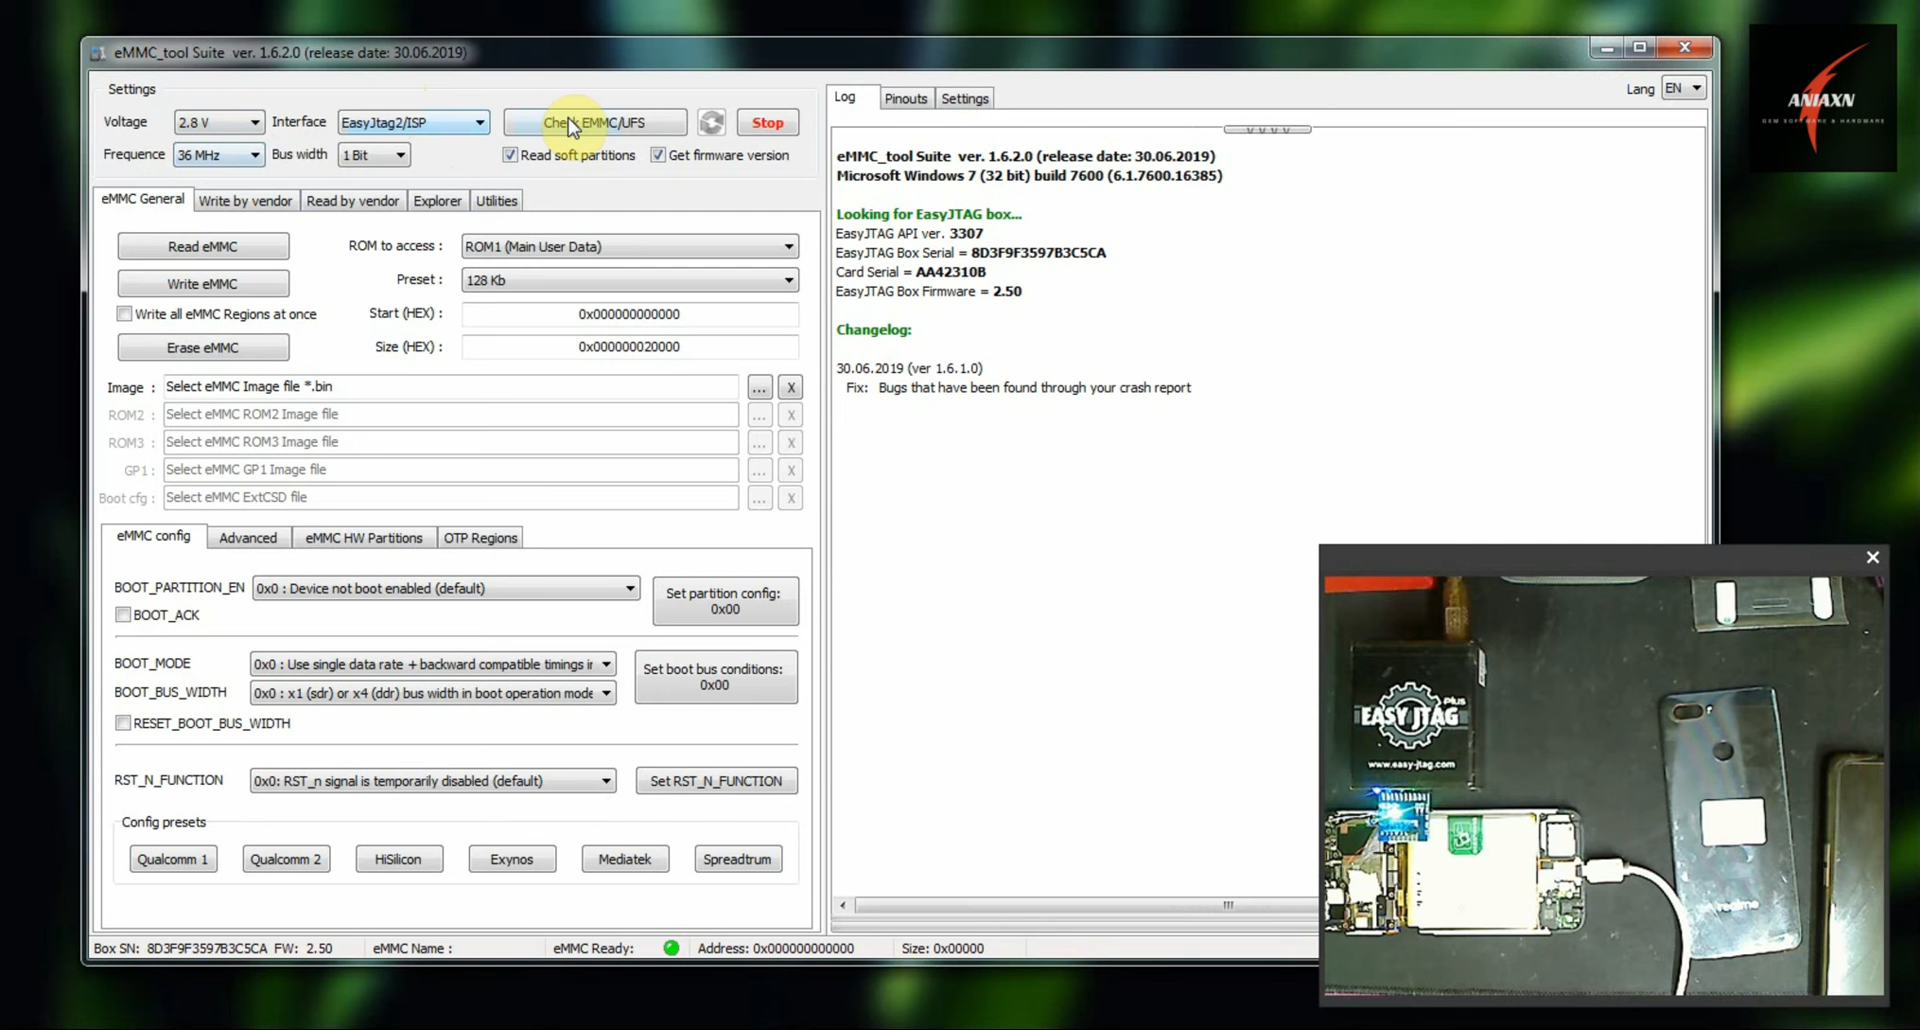 eMMC_tool Suite ver. 1.6.2.0 (release date: 30.06.2019)
ANIAXN
GSM SOFTWARE & HARDWARE
Settings
Voltage 2.8 V Interface EasyJtag2/ISP Check EMMC/UFS Stop
Frequence 36 MHz Bus width 1 Bit Read soft partitions Get firmware version
eMMC General Write by vendor Read by vendor Explorer Utilities
Read eMMC ROM to access : ROM1 (Main User Data)
Write eMMC Preset : 128 Kb
Write all eMMC Regions at once Start (HEX) : 0x000000000000
Erase eMMC Size (HEX) : 0x000000020000
Image : Select eMMC Image file *.bin ... X
ROM2 : Select eMMC ROM2 Image file ... X
ROM3 : Select eMMC ROM3 Image file ... X
GP1 : Select eMMC GP1 Image file ... X
Boot cfg : Select eMMC ExtCSD file ... X
eMMC config Advanced eMMC HW Partitions OTP Regions
BOOT_PARTITION_EN 0x0 : Device not boot enabled (default) Set partition config: 0x00
BOOT_ACK
BOOT_MODE 0x0 : Use single data rate + backward compatible timings ir
BOOT_BUS_WIDTH 0x0 : x1 (sdr) or x4 (ddr) bus width in boot operation mode
Set boot bus conditions: 0x00
RESET_BOOT_BUS_WIDTH
RST_N_FUNCTION 0x0: RST_n signal is temporarily disabled (default) Set RST_N_FUNCTION
Config presets
Qualcomm 1 Qualcomm 2 HiSilicon Exynos Mediatek Spreadtrum
Log Pinouts Settings Lang EN
eMMC_tool Suite ver. 1.6.2.0 (release date: 30.06.2019)
Microsoft Windows 7 (32 bit) build 7600 (6.1.7600.16385)
Looking for EasyJTAG box...
EasyJTAG API ver. 3307
EasyJTAG Box Serial = 8D3F9F3597B3C5CA
Card Serial = AA42310B
EasyJTAG Box Firmware = 2.50
Changelog:
30.06.2019 (ver 1.6.1.0)
Fix: Bugs that have been found through your crash report
EASY JTAG
Plus
www.easy-jtag.com
realme
Box SN: 8D3F9F3597B3C5CA FW: 2.50 eMMC Name : eMMC Ready: Address: 0x000000000000 Size: 0x00000